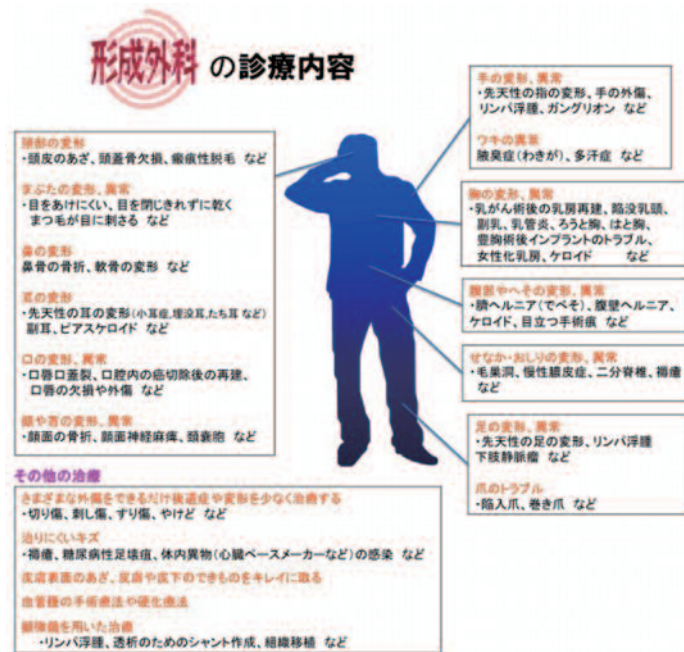 形成外科 の診療内容
頭部の変形
・頭皮のあざ、頭蓋骨欠損、瘢痕性脱毛 など
まぶたの変形、異常
・目をあけにくい、目を閉じきれずに乾く
まつ毛が目に刺さる など
鼻の変形
鼻骨の骨折、軟骨の変形 など
耳の変形
・先天性の耳の変形(小耳症,埋没耳,たち耳 など)
副耳、ピアスケロイド など
口の変形、異常
・口唇口蓋裂、口腔内の癌切除後の再建、
口唇の欠損や外傷 など
顔や首の変形、異常
・顔面の骨折、顔面神経麻痺、頚嚢胞 など
手の変形、異常
・先天性の指の変形、手の外傷、
リンパ浮腫、ガングリオン など
ワキの異常
腋臭症(わきが)、多汗症 など
胸の変形、異常
・乳がん術後の乳房再建、陥没乳頭、
副乳、乳管炎、ろうと胸、はと胸、
豊胸術後インプラントのトラブル、
女性化乳房、ケロイド など
腹部やへその変形、異常
・臍ヘルニア(でべそ)、腹壁ヘルニア、
ケロイド、目立つ手術痕 など
せなか・おしりの変形、異常
・毛巣洞、慢性膿皮症、二分脊椎、褥瘡
など
足の変形、異常
・先天性の足の変形、リンパ浮腫
下肢静脈瘤 など
爪のトラブル
・陥入爪、巻き爪 など
その他の治療
さまざまな外傷をできるだけ後遺症や変形を少なく治療する
・切り傷、刺し傷、すり傷、やけど など
治りにくいキズ
・褥瘡、糖尿病性足壊疽、体内異物(心臓ペースメーカーなど)の感染 など
皮膚表面のあざ、皮膚や皮下のできものをキレイに取る
血管腫の手術療法や硬化療法
顕微鏡を用いた治療
・リンパ浮腫、透析のためのシャント作成、組織移植 など